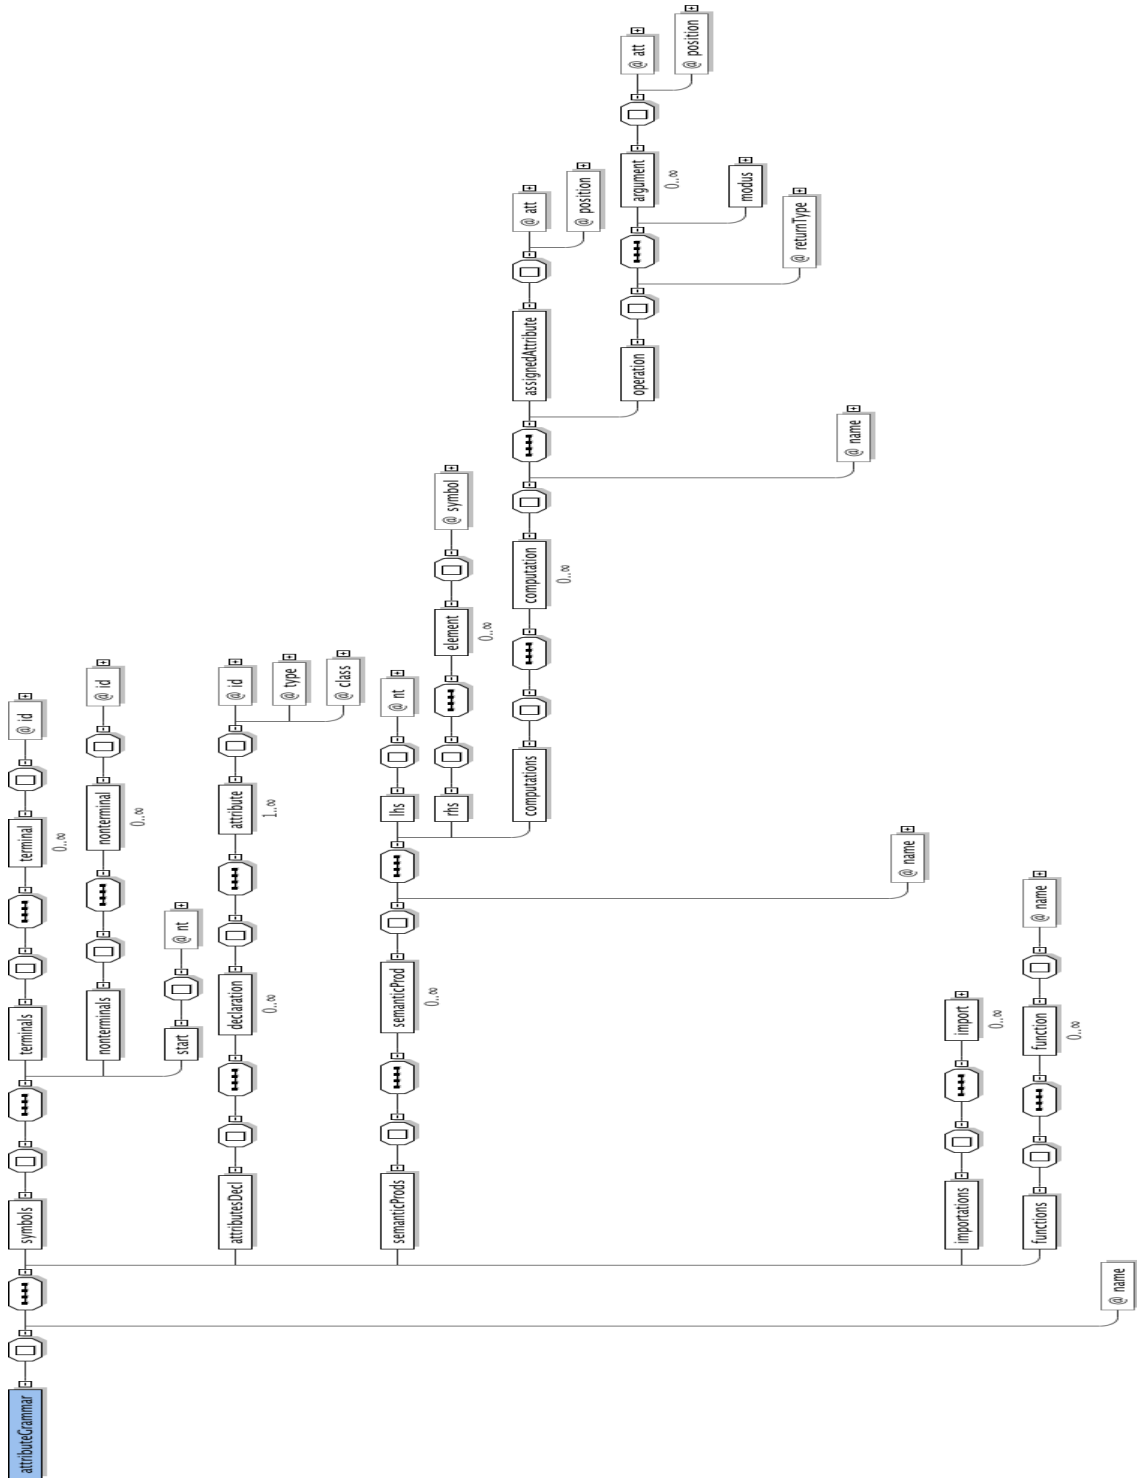 attributeGrammar
symbols
terminals
terminal
0..∞
@ id
nonterminals
nonterminal
0..∞
@ id
start
@ nt
attributesDecl
declaration
0..∞
attribute
1..∞
@ id
@ type
@ class
semanticProds
semanticProd
0..∞
lhs
@ nt
rhs
element
0..∞
@ symbol
computations
computation
0..∞
assignedAttribute
@ att
@ position
operation
argument
0..∞
@ att
@ position
modus
@ returnType
@ name
@ name
importations
import
0..∞
functions
function
0..∞
@ name
@ name